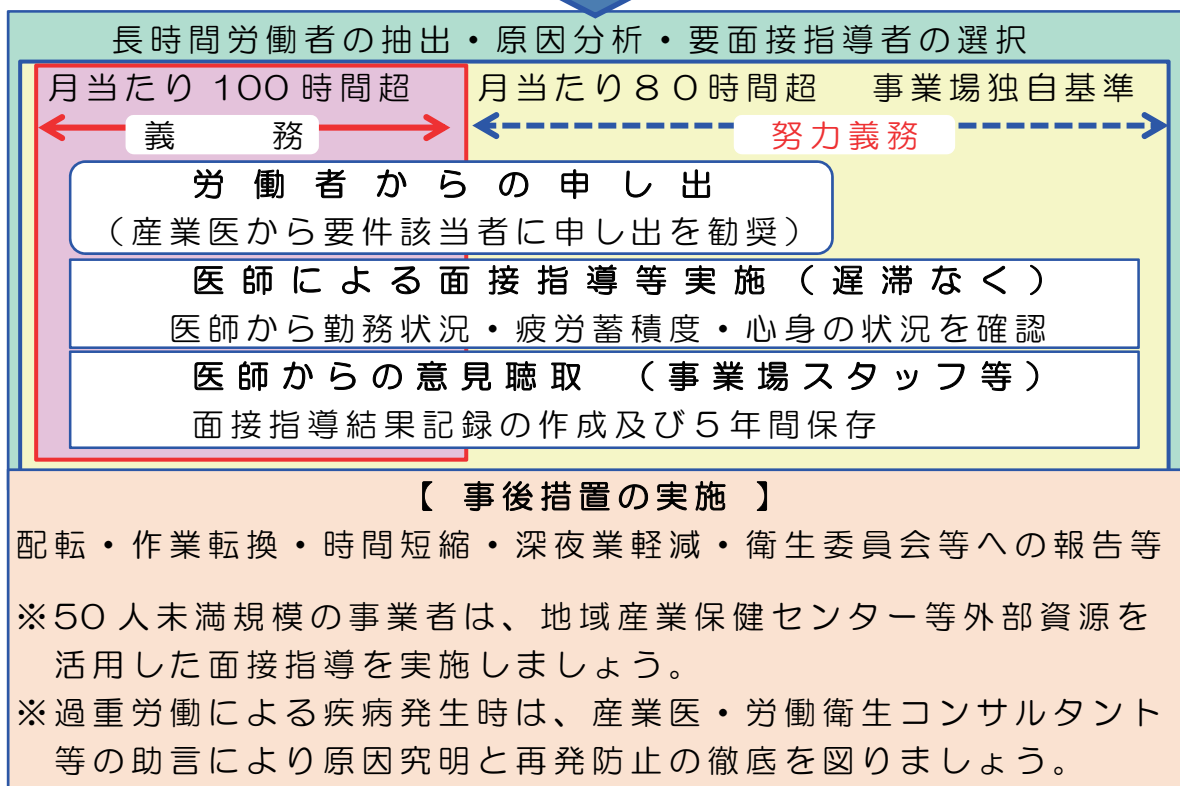 長時間労働者の抽出・原因分析・要面接指導者の選択
月当たり 100 時間超
月当たり80時間超　事業場独自基準
義　　務
努力義務
労働者からの申し出
（産業医から要件該当者に申し出を勧奨）
医師による面接指導等実施（遅滞なく）
医師から勤務状況・疲労蓄積度・心身の状況を確認
医師からの意見聴取　（事業場スタッフ等）
面接指導結果記録の作成及び5年間保存
【 事後措置の実施 】
配転・作業転換・時間短縮・深夜業軽減・衛生委員会等への報告等
※50 人未満規模の事業者は、地域産業保健センター等外部資源を
活用した面接指導を実施しましょう。
※過重労働による疾病発生時は、産業医・労働衛生コンサルタント
等の助言により原因究明と再発防止の徹底を図りましょう。